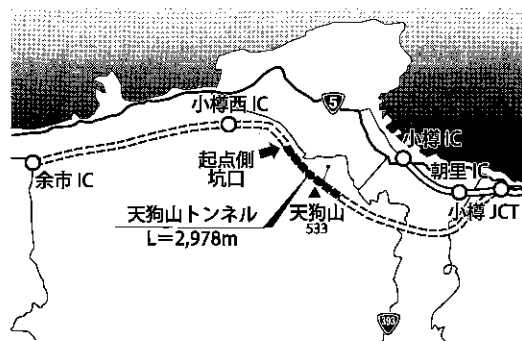 5
小樽西 IC
小樽 IC
朝里 IC
余市 IC
起点側
坑口
小樽 JCT
天狗山トンネル
L=2,978m
天狗山
533
393